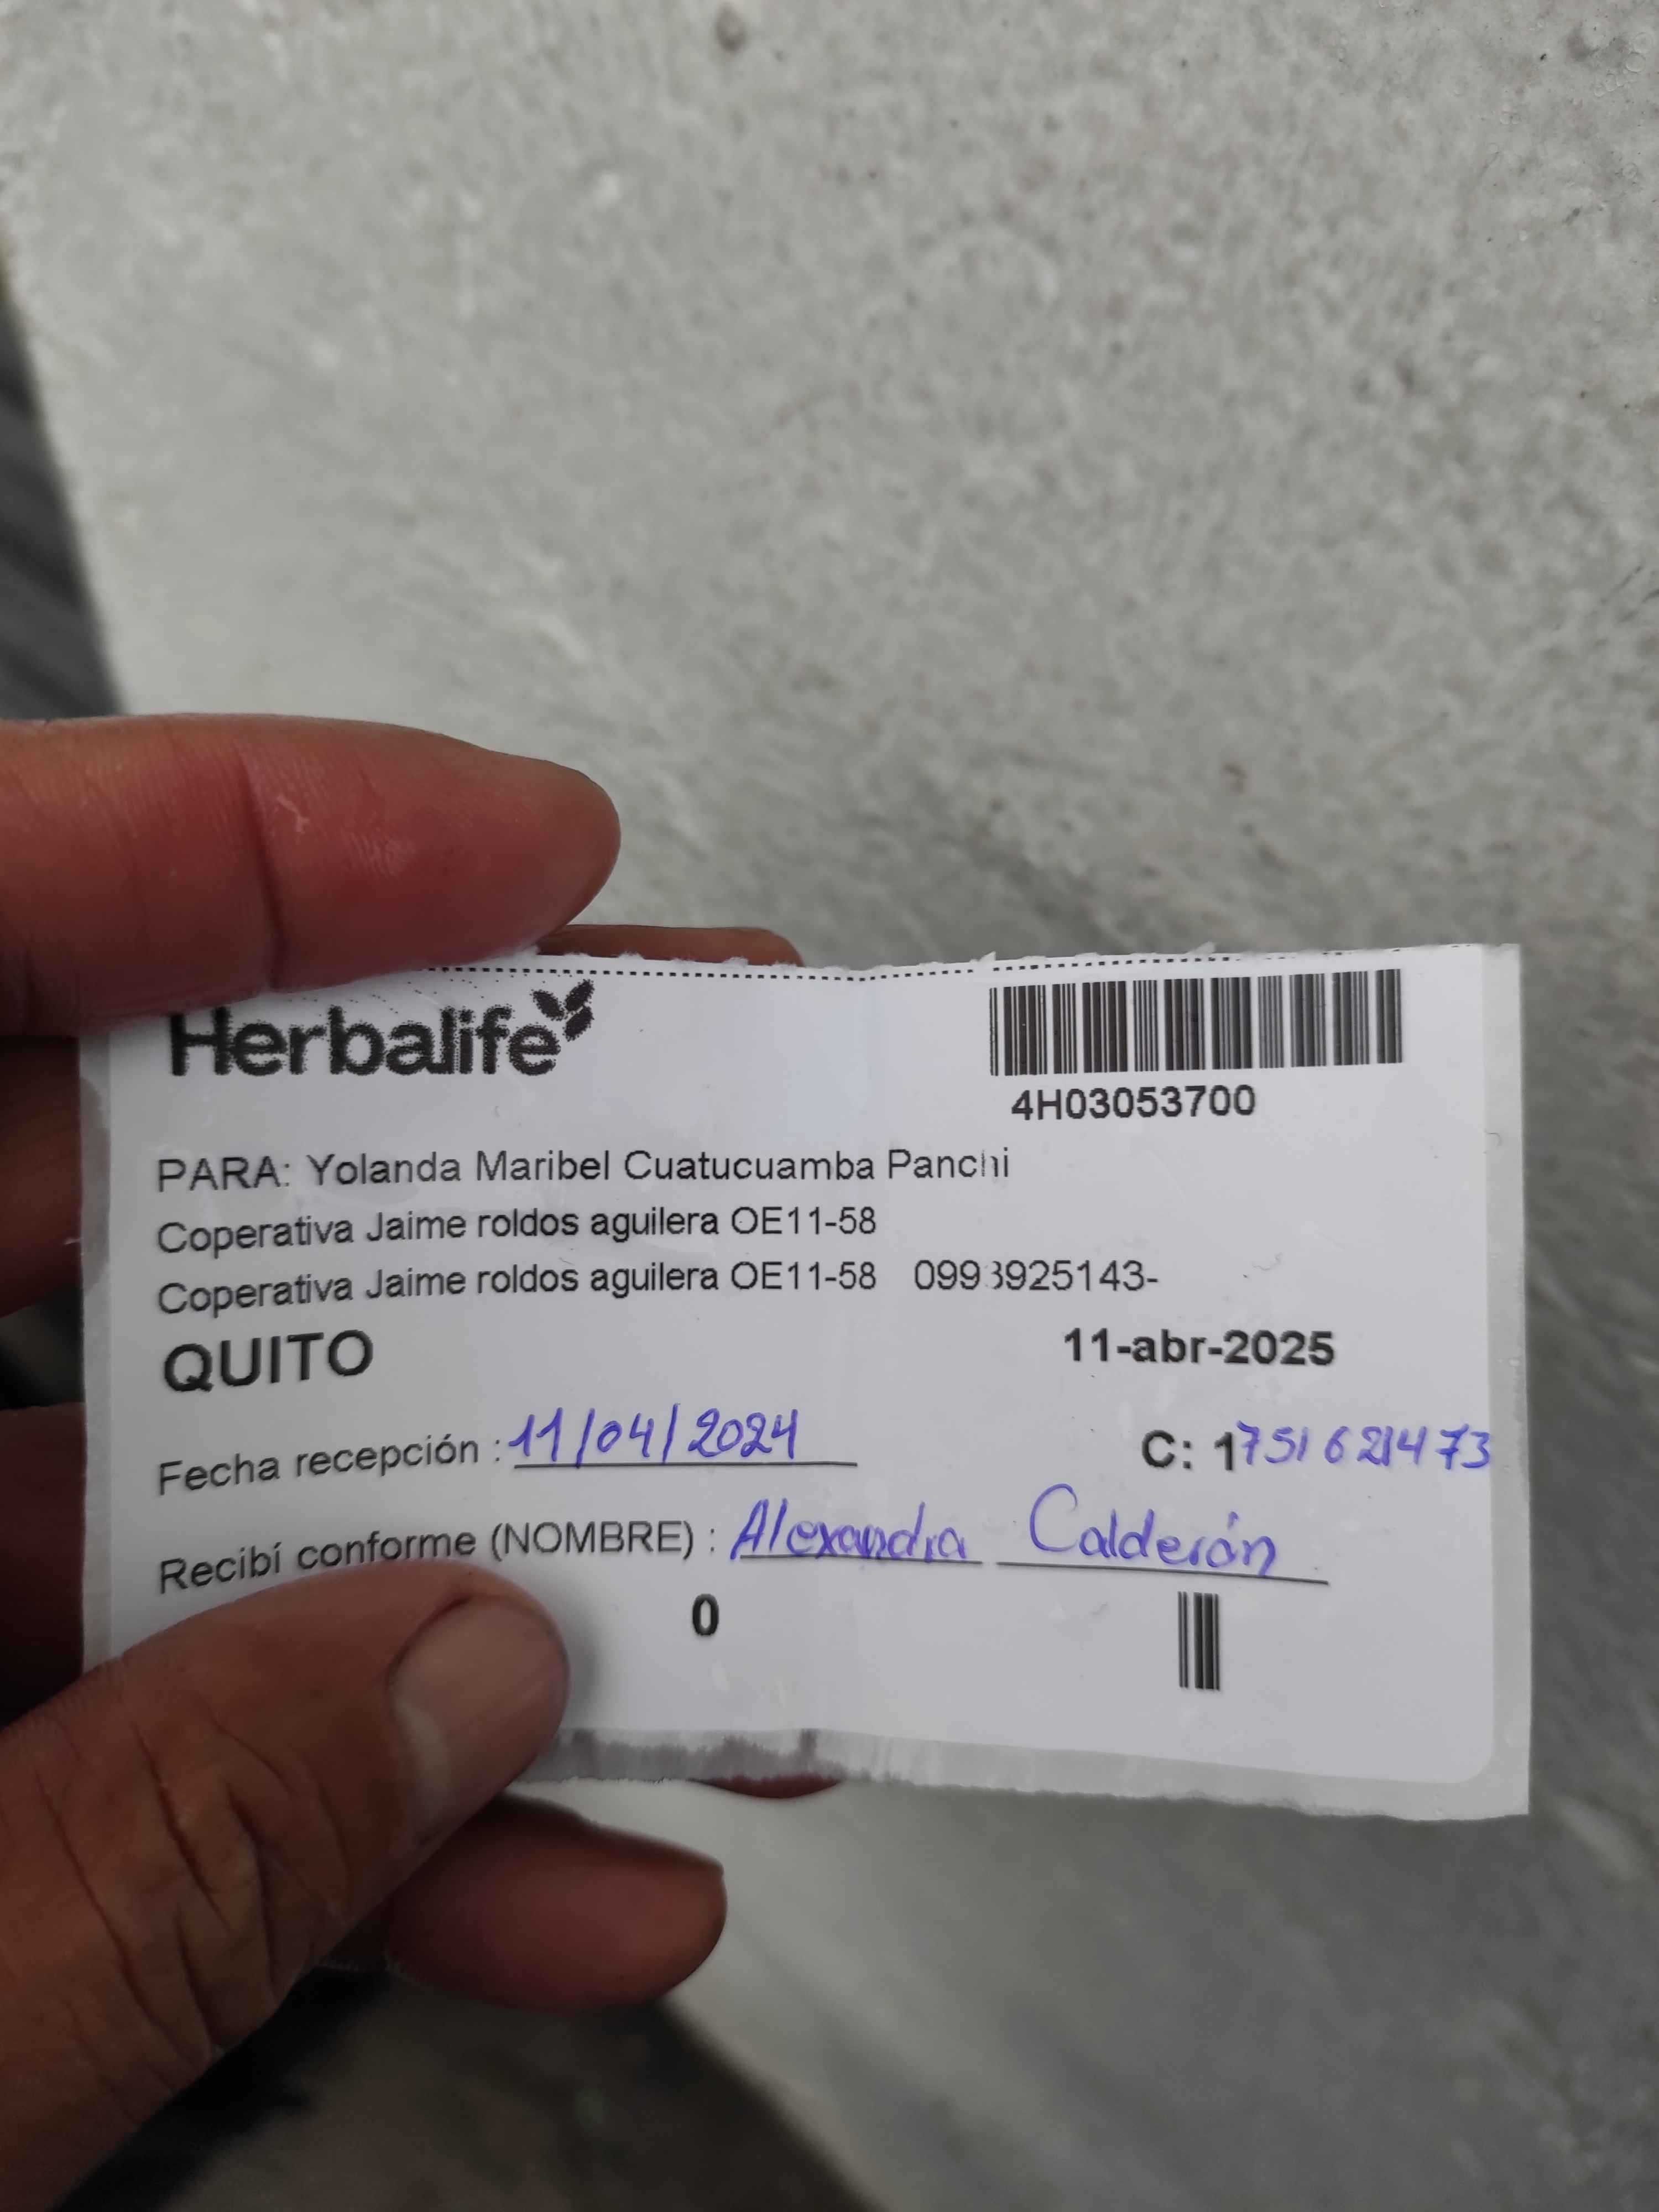 Herbalife
4H03053700
PARA: Yolanda Maribel Cuatucuamba Panchi
Coperativa Jaime roldos aguilera OE11-58
Coperativa Jaime roldos aguilera OE11-58 0993925143-
QUITO 11-abr-2025
Fecha recepción : 11/04/2024 C: 1751621473
Recibí conforme (NOMBRE) : Alexandra Calderón
0